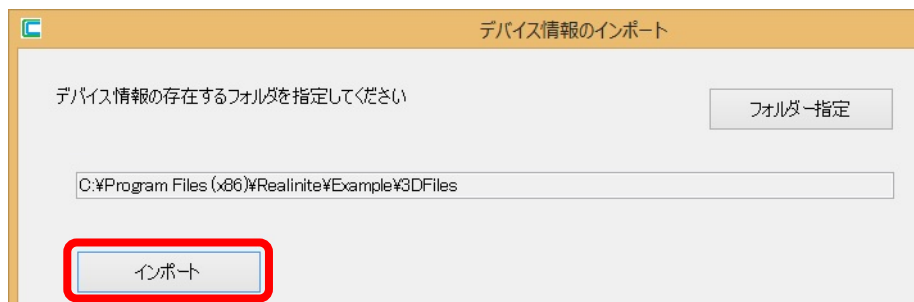 デバイス情報のインポート
デバイス情報の存在するフォルダを指定してください
フォルダー指定
C:¥Program Files (x86)¥Realinite¥Example¥3DFiles
インポート